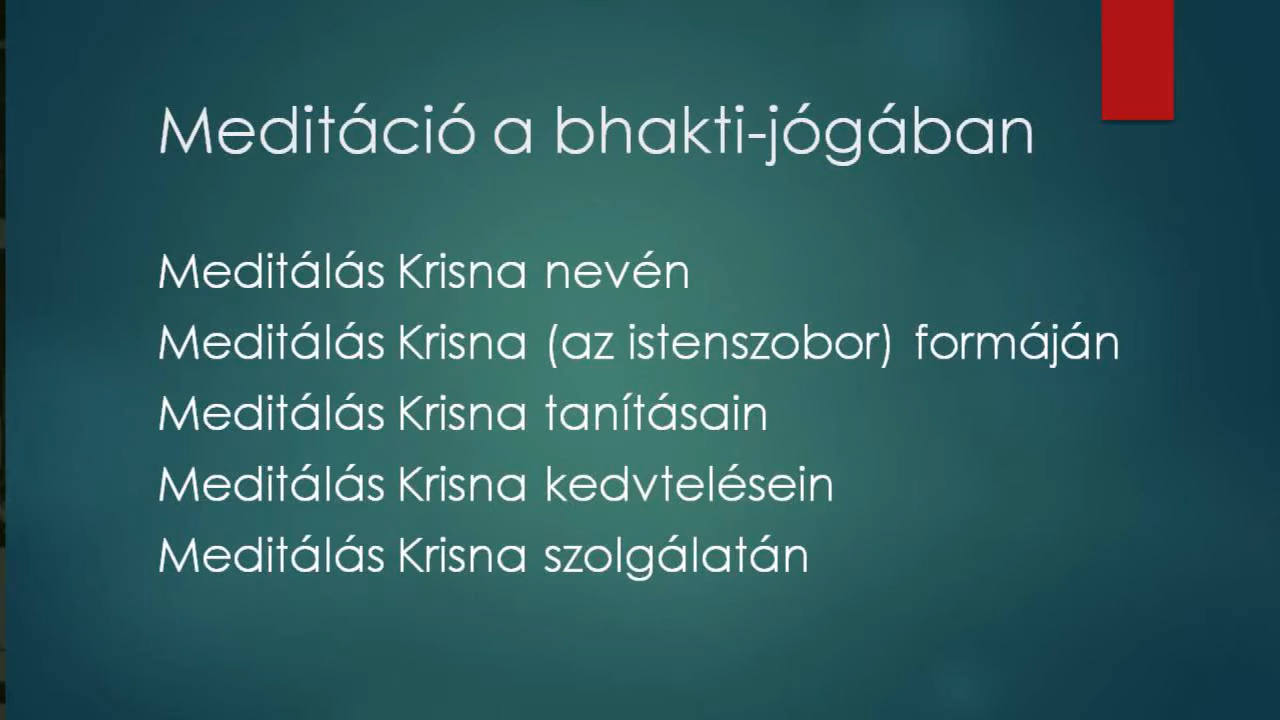 Meditáció a bhakti-jógában
Meditálás Krisna nevén
Meditálás Krisna (az istenszobor) formáján
Meditálás Krisna tanításain
Meditálás Krisna kedvtelésein
Meditálás Krisna szolgálatán